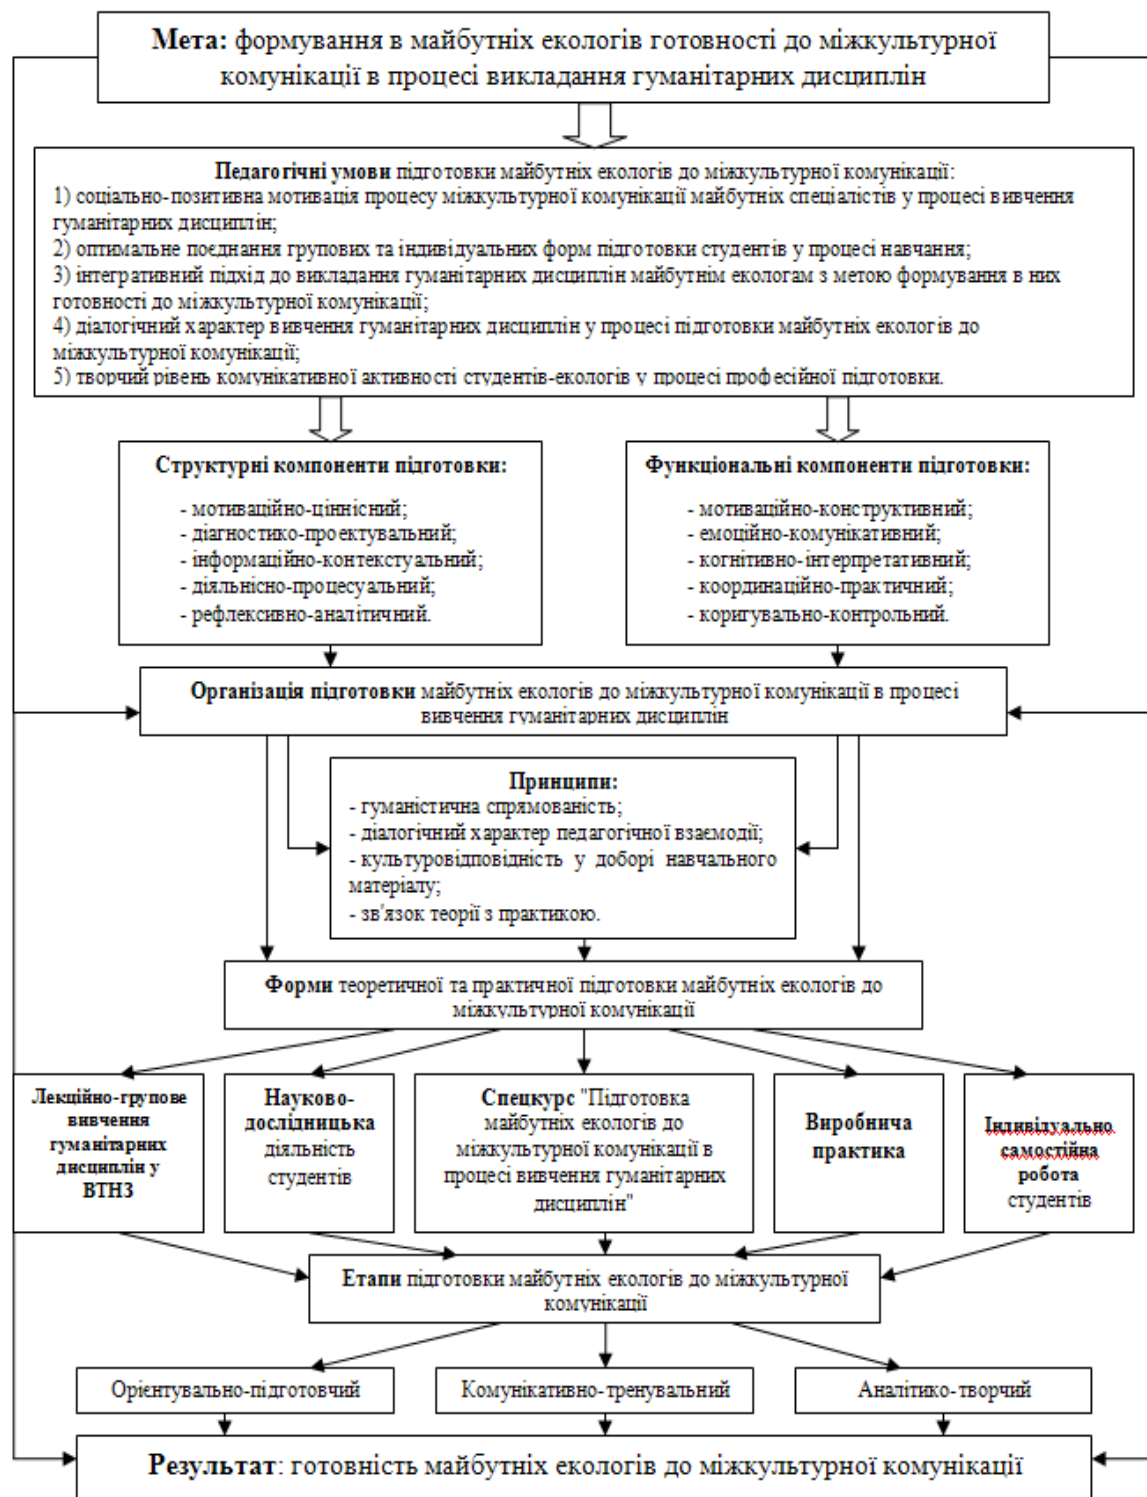 Мета: формування в майбутніх екологів готовності до міжкультурної
комунікації в процесі викладання гуманітарних дисциплін
Педагогічні умови підготовки майбутніх екологів до міжкультурної комунікації:
1) соціально-позитивна мотивація процесу міжкультурної комунікації майбутніх спеціалістів у процесі вивчення
гуманітарних дисциплін;
2) оптимальне поєднання групових та індивідуальних форм підготовки студентів у процесі навчання;
3) інтегративний підхід до викладання гуманітарних дисциплін майбутнім екологам з метою формування в них
готовності до міжкультурної комунікації;
4) діалогічний характер вивчення гуманітарних дисциплін у процесі підготовки майбутніх екологів до
міжкультурної комунікації;
5) творчий рівень комунікативної активності студентів-екологів у процесі професійної підготовки.
Структурні компоненти підготовки:
- мотиваційно-ціннісний;
- діагностико-проектувальний;
- інформаційно-контекстуальний;
- діяльнісно-процесуальний;
- рефлексивно-аналітичний.
Функціональні компоненти підготовки:
- мотиваційно-конструктивний;
- емоційно-комунікативний;
- когнітивно-інтерпретативний;
- координаційно-практичний;
- коригувально-контрольний.
Організація підготовки майбутніх екологів до міжкультурної комунікації в процесі
вивчення гуманітарних дисциплін
Принципи:
- гуманістична спрямованість;
- діалогічний характер педагогічної взаємодії;
- культуровідповідність у доборі навчального
матеріалу;
- зв'язок теорії з практикою.
Форми теоретичної та практичної підготовки майбутніх екологів до
міжкультурної комунікації
Лекційно-групове
вивчення
гуманітарних
дисциплін у
ВТНЗ
Науково-
дослідницька
діяльність
студентів
Спецкурс "Підготовка
майбутніх екологів до
міжкультурної комунікації в
процесі вивчення гуманітарних
дисциплін"
Виробнича
практика
Індивідуально
самостійна
робота
студентів
Етапи підготовки майбутніх екологів до міжкультурної
комунікації
Орієнтувально-підготовчий
Комунікативно-тренувальний
Аналітико-творчий
Результат: готовність майбутніх екологів до міжкультурної комунікації